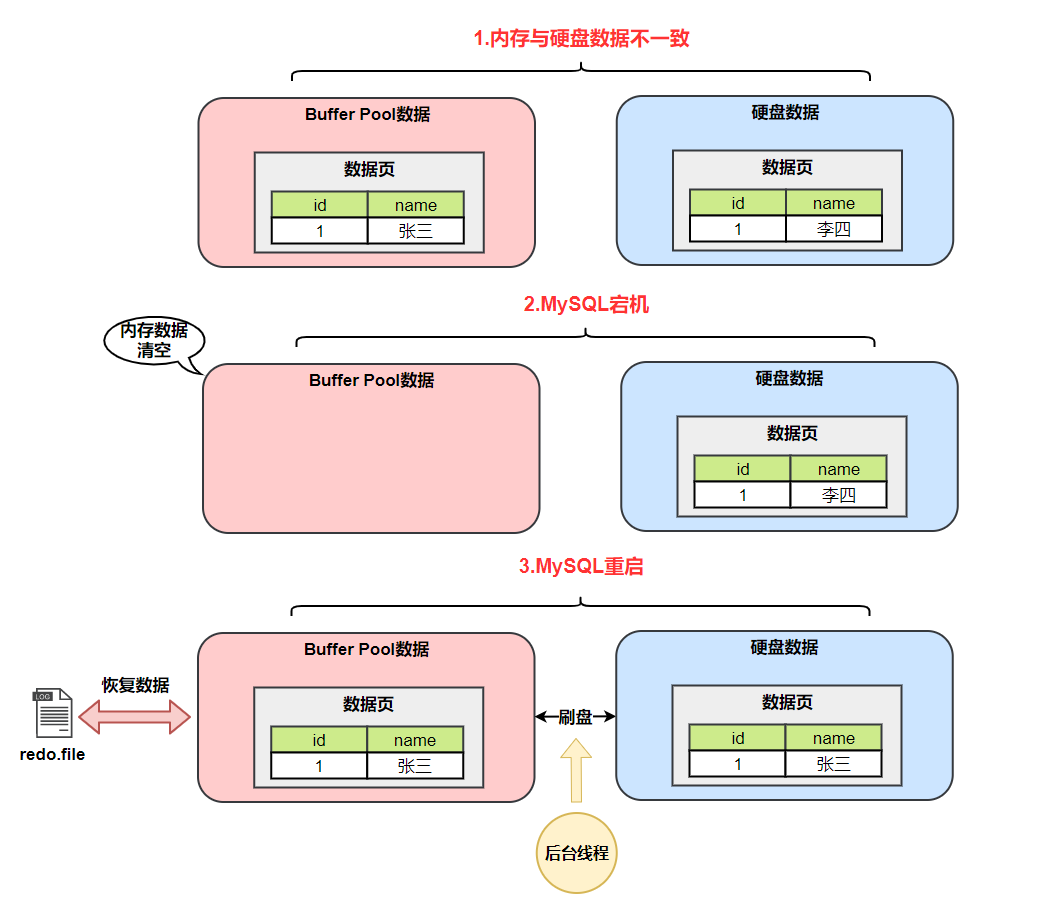 1.内存与硬盘数据不一致
Buffer Pool数据
数据页
id name
1 张三
硬盘数据
数据页
id name
1 李四
2.MySQL宕机
内存数据
清空
Buffer Pool数据
硬盘数据
数据页
id name
1 李四
3.MySQL重启
LOG
redo.file
恢复数据
Buffer Pool数据
数据页
id name
1 张三
刷盘
后台线程
硬盘数据
数据页
id name
1 张三